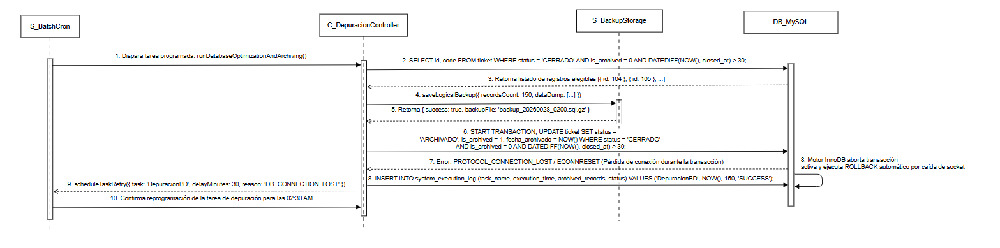 S_BatchCron
C_DepuracionController
S_BackupStorage
DB_MySQL
1. Dispara tarea programada: runDatabaseOptimizationAndArchiving()
2. SELECT id, code FROM ticket WHERE status = 'CERRADO' AND is_archived = 0 AND DATEDIFF(NOW(), closed_at) > 30;
3. Retorna listado de registros elegibles [{ id: 104 }, { id: 105 }, ...]
4. saveLogicalBackup({ recordsCount: 150, dataDump: [...] })
5. Retorna { success: true, backupFile: 'backup_20260928_0200.sql.gz' }
6. START TRANSACTION; UPDATE ticket SET status =
'ARCHIVADO', is_archived = 1, fecha_archivado = NOW() WHERE status = 'CERRADO'
AND is_archived = 0 AND DATEDIFF(NOW(), closed_at) > 30;
7. Error: PROTOCOL_CONNECTION_LOST / ECONNRESET (Pérdida de conexión durante la transacción)
8. Motor InnoDB aborta transacción
activa y ejecuta ROLLBACK automático por caída de socket
8. INSERT INTO system_execution_log (task_name, execution_time, archived_records, status) VALUES ('DepuracionBD', NOW(), 150, 'SUCCESS');
9. scheduleTaskRetry({ task: 'DepuracionBD', delayMinutes: 30, reason: 'DB_CONNECTION_LOST' })
10. Confirma reprogramación de la tarea de depuración para las 02:30 AM